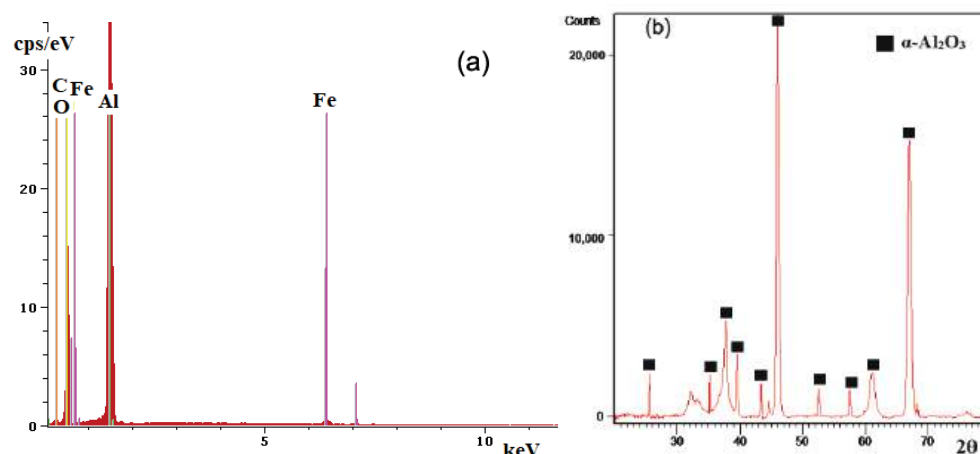 cps/eV
(a)
30
C Fe
O Al Fe
20
10
0
5 10
keV
Counts
(b)
α-Al₂O₃
20,000
10,000
0
30 40 50 60 70
2θ